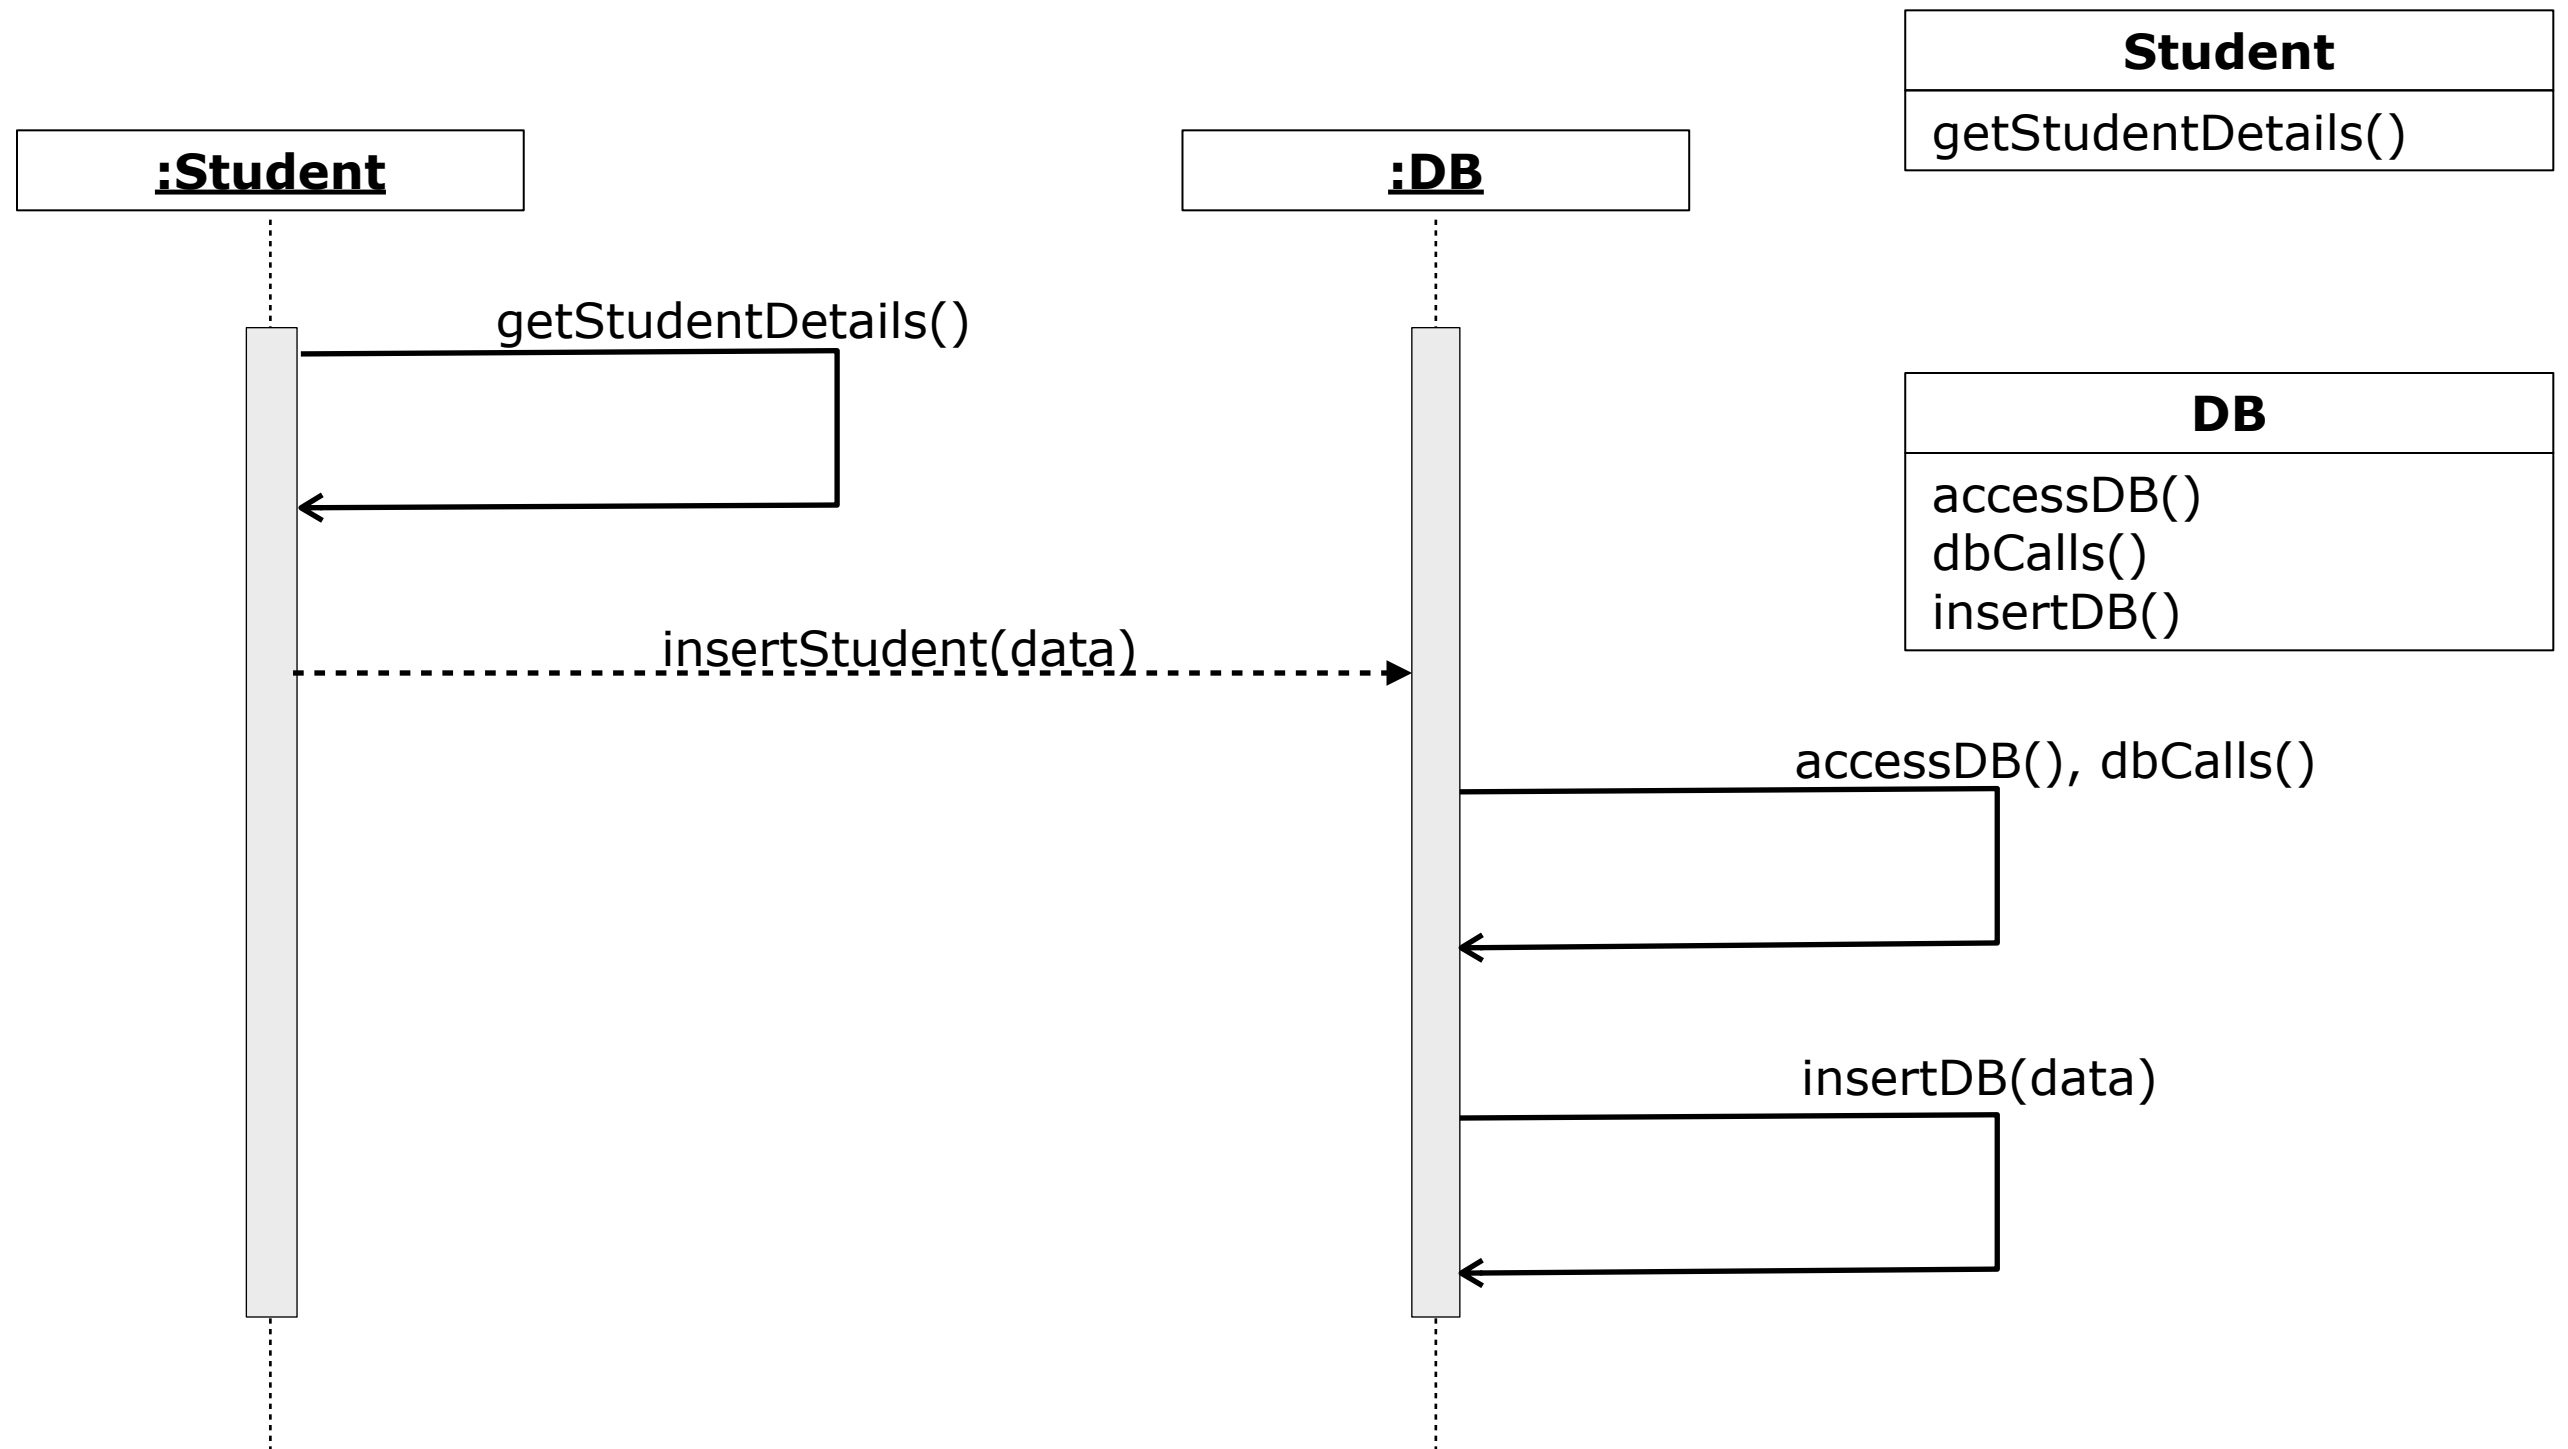 Student
getStudentDetails()
:Student
:DB
getStudentDetails()
DB
accessDB()
dbCalls()
insertDB()
insertStudent(data)
accessDB(), dbCalls()
insertDB(data)